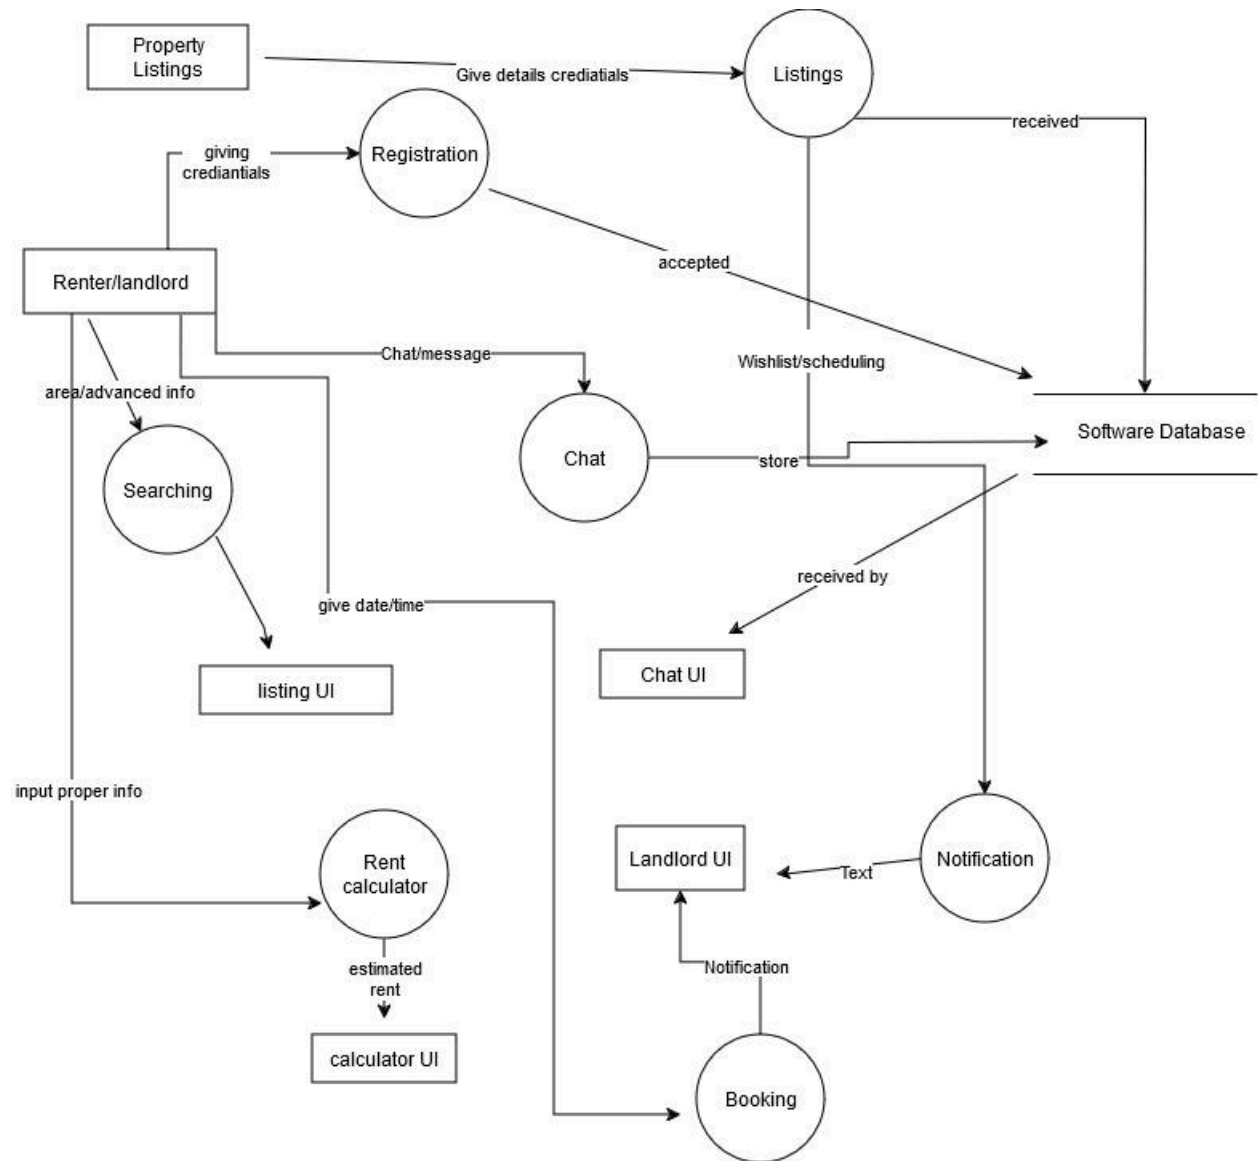 Property
Listings
Give details crediatials
Listings
received
giving
crediantials
Registration
accepted
Renter/landlord
Chat/message
Wishlist/scheduling
area/advanced info
Software Database
Chat
store
Searching
received by
give date/time
listing UI
Chat UI
input proper info
Rent
calculator
Landlord UI
Text
Notification
estimated
rent
Notification
calculator UI
Booking